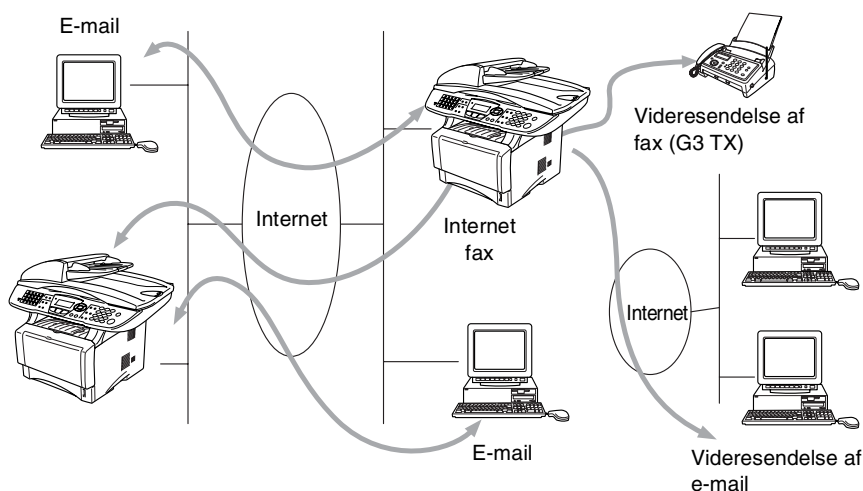 E-mail
Videresendelse af
fax (G3 TX)
Internet
Internet
fax
Internet
E-mail
Videresendelse af
e-mail